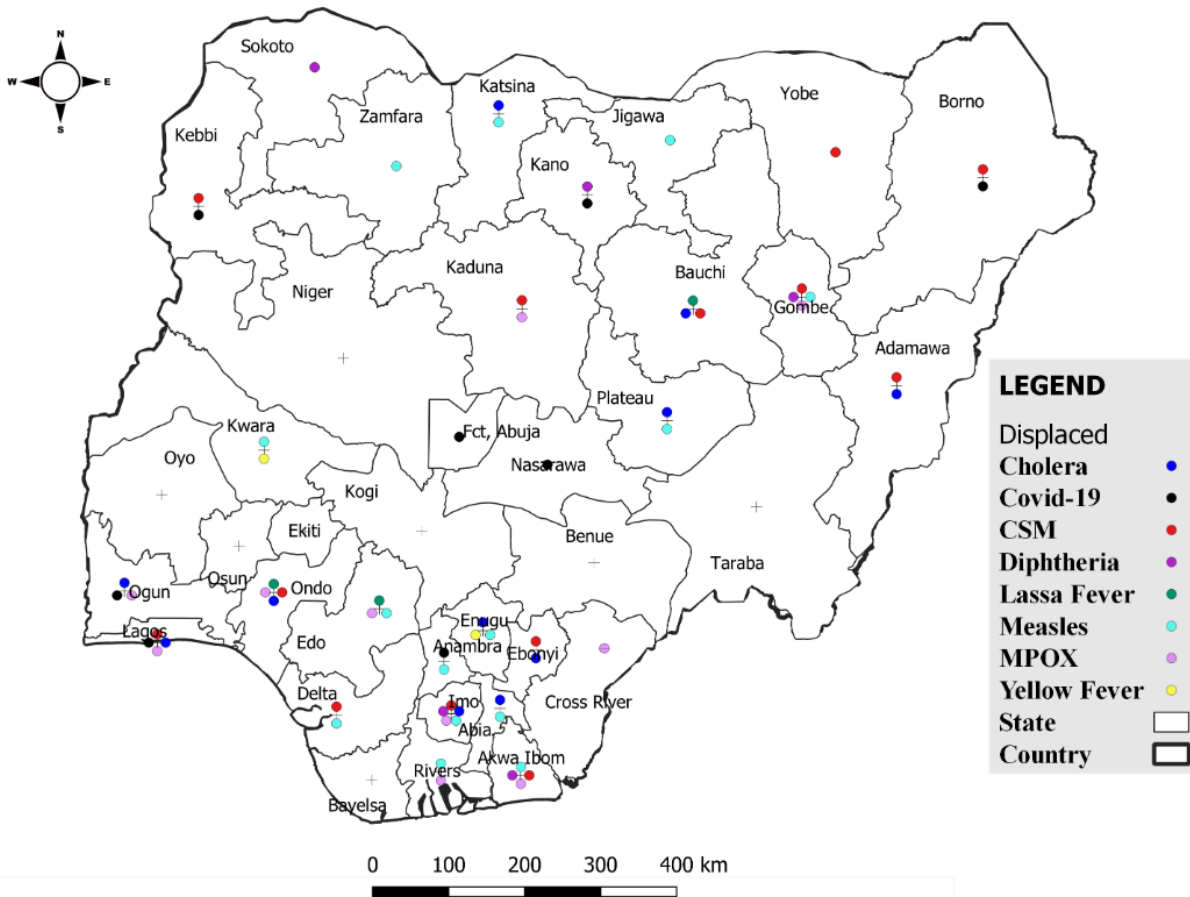 N
W E
S
Sokoto
Katsina
Yobe
Borno
Zamfara
Jigawa
Kebbi
Kano
Kaduna
Bauchi
Niger
Gombe
Adamawa
Plateau
Kwara
Fct, Abuja
Oyo
Nasarawa
Kogi
Ekiti
Benue
Taraba
Osun
Ondo
Ogun
Lagos
Enugu
Edo
Anambra
Ebonyi
Delta
Imo
Cross River
Abia
Akwa Ibom
Rivers
Bayelsa
LEGEND
Displaced
Cholera
Covid-19
CSM
Diphtheria
Lassa Fever
Measles
MPOX
Yellow Fever
State
Country
0 100 200 300 400 km